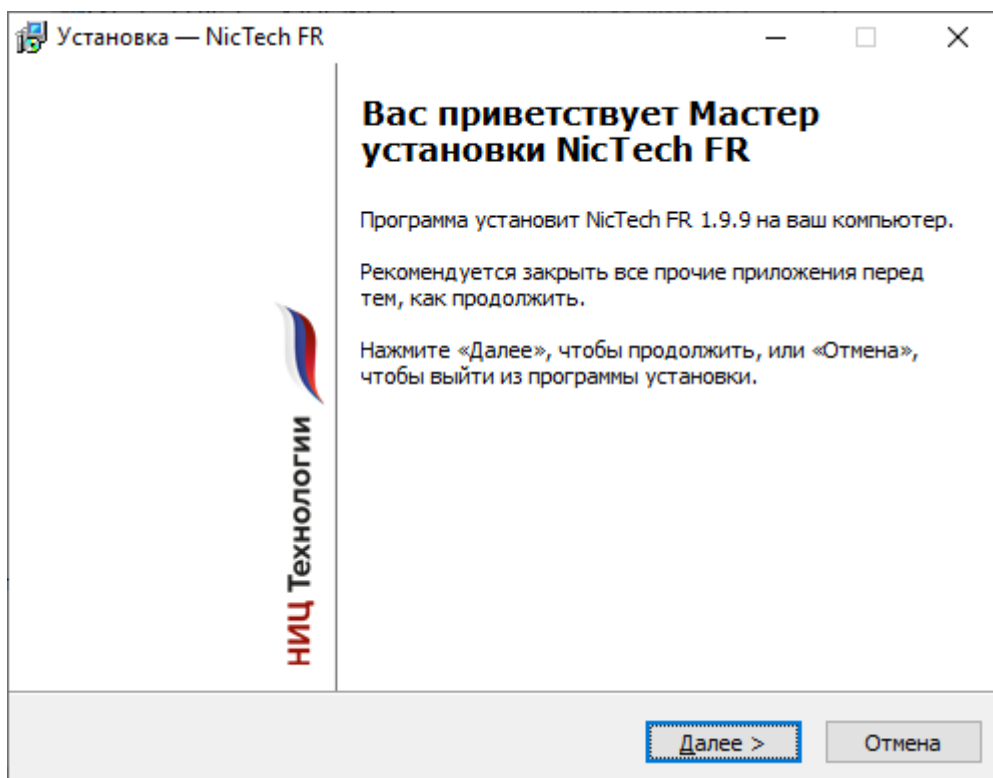 Установка — NicTech FR
Вас приветствует Мастер
установки NicTech FR
Программа установит NicTech FR 1.9.9 на ваш компьютер.
Рекомендуется закрыть все прочие приложения перед
тем, как продолжить.
Нажмите «Далее», чтобы продолжить, или «Отмена»,
чтобы выйти из программы установки.
НИЦ Технологии
Далее >
Отмена